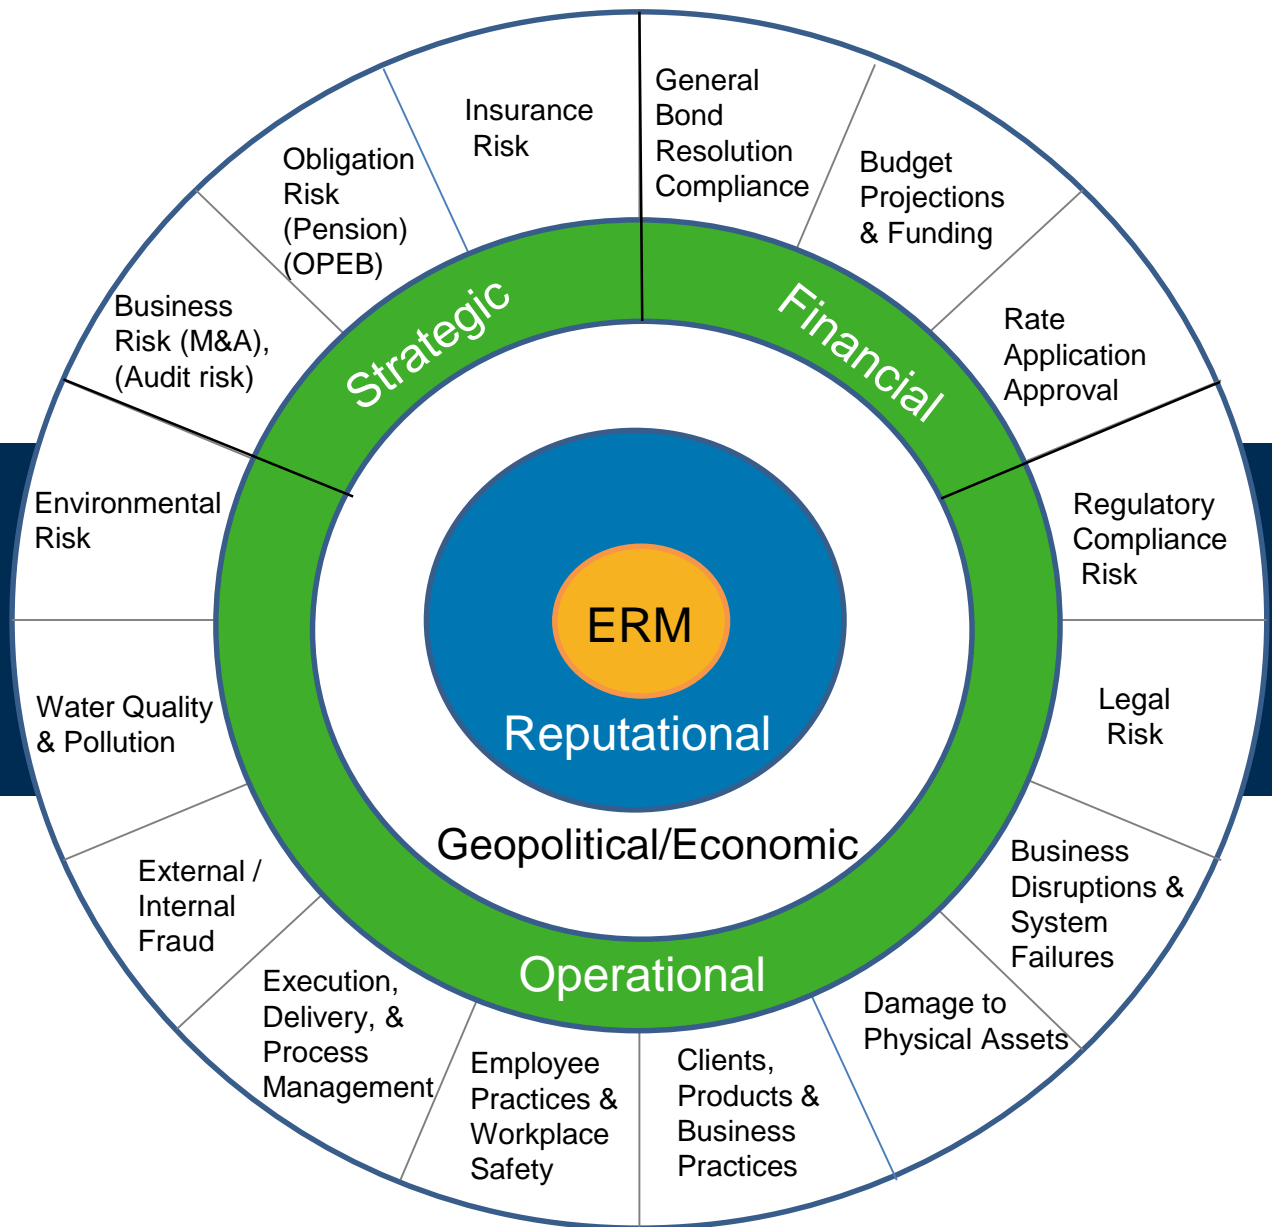 General
Bond
Resolution
Compliance
Budget
Projections
& Funding
Rate
Application
Approval
Regulatory
Compliance
Risk
Legal
Risk
Business
Disruptions &
System
Failures
Damage to
Physical Assets
Clients,
Products &
Business
Practices
Employee
Practices &
Workplace
Safety
Execution,
Delivery, &
Process
Management
External /
Internal
Fraud
Water Quality
& Pollution
Environmental
Risk
Business
Risk (M&A),
(Audit risk)
Obligation
Risk
(Pension)
(OPEB)
Insurance
Risk
Strategic
Financial
Operational
ERM
Reputational
Geopolitical/Economic